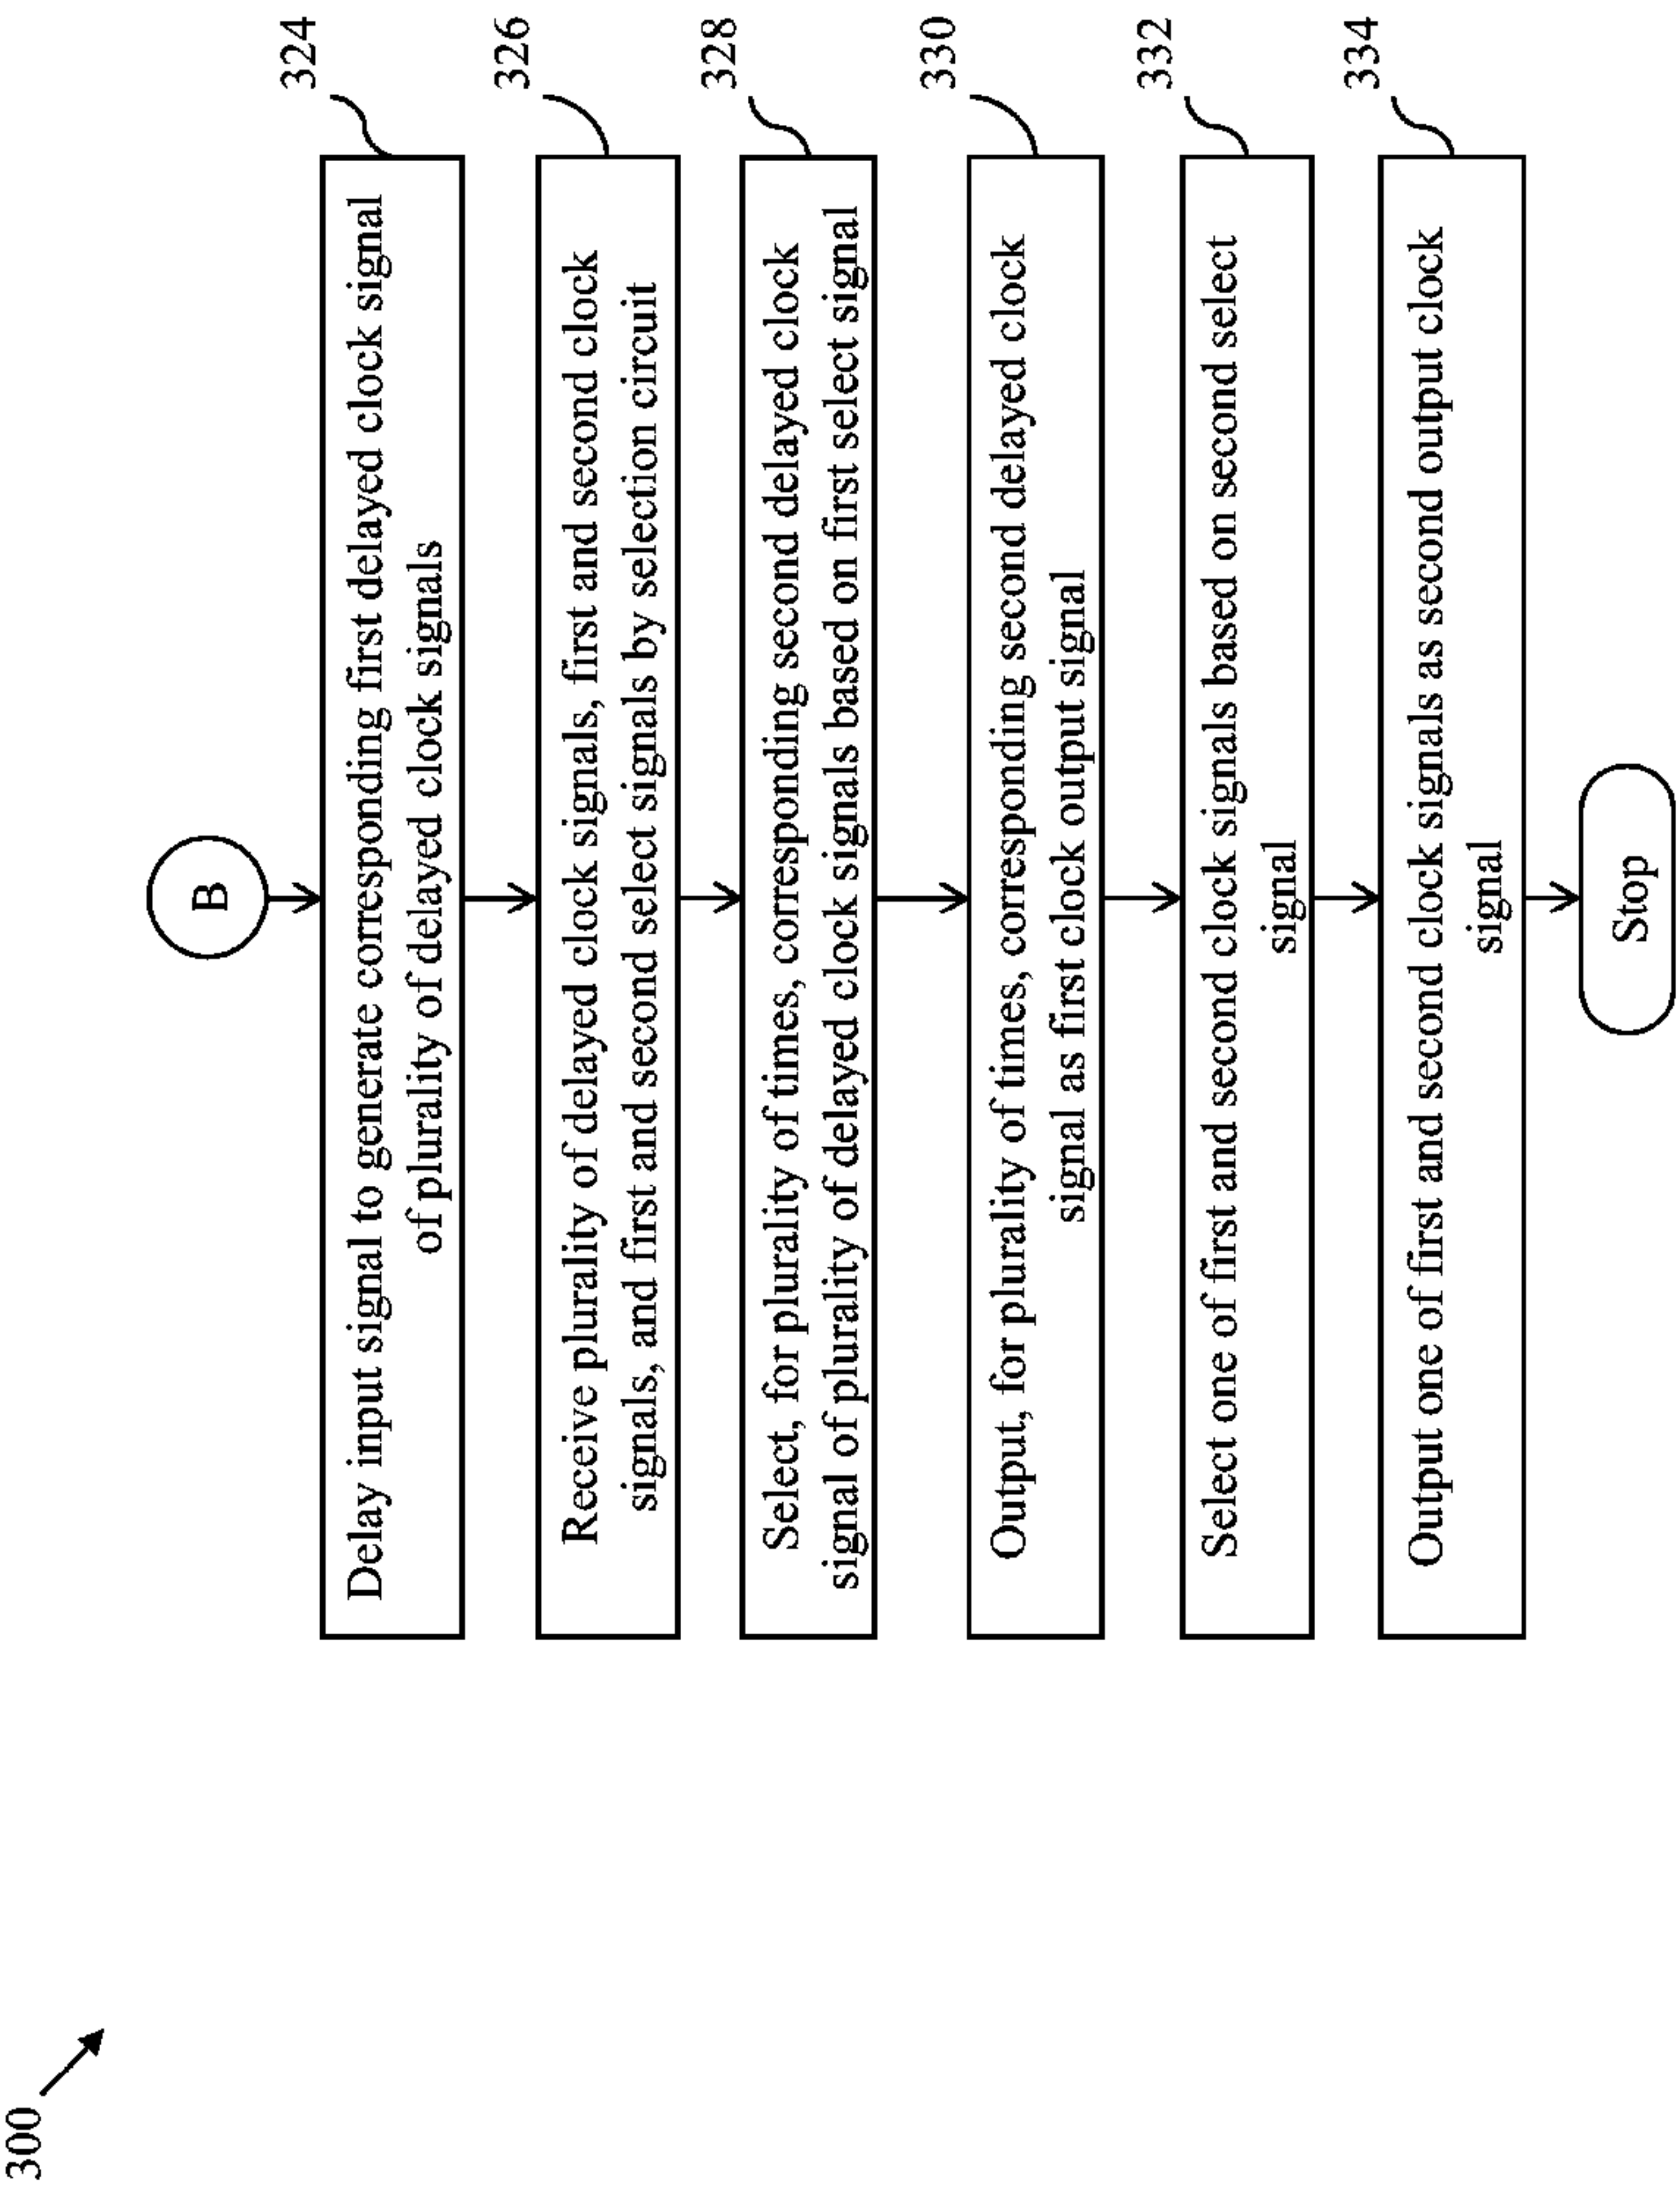 300
B
324
Delay input signal to generate corresponding first delayed clock signal
of plurality of delayed clock signals
326
Receive plurality of delayed clock signals, first and second clock
signals, and first and second select signals by selection circuit
328
Select, for plurality of times, corresponding second delayed clock
signal of plurality of delayed clock signals based on first select signal
330
Output, for plurality of times, corresponding second delayed clock
signal as first clock output signal
332
Select one of first and second clock signals based on second select
signal
334
Output one of first and second clock signals as second output clock
signal
Stop